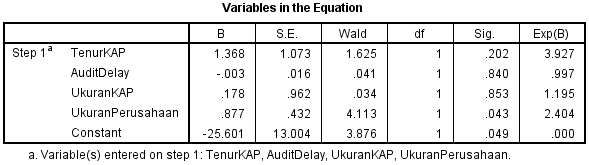 Variables in the Equation
B S.E. Wald df Sig. Exp(B)
Step 1a TenurKAP 1.368 1.073 1.625 1 .202 3.927
AuditDelay -.003 .016 .041 1 .840 .997
UkuranKAP .178 .962 .034 1 .853 1.195
UkuranPerusahaan .877 .432 4.113 1 .043 2.404
Constant -25.601 13.004 3.876 1 .049 .000
a. Variable(s) entered on step 1: TenurKAP, AuditDelay, UkuranKAP, UkuranPerusahaan.